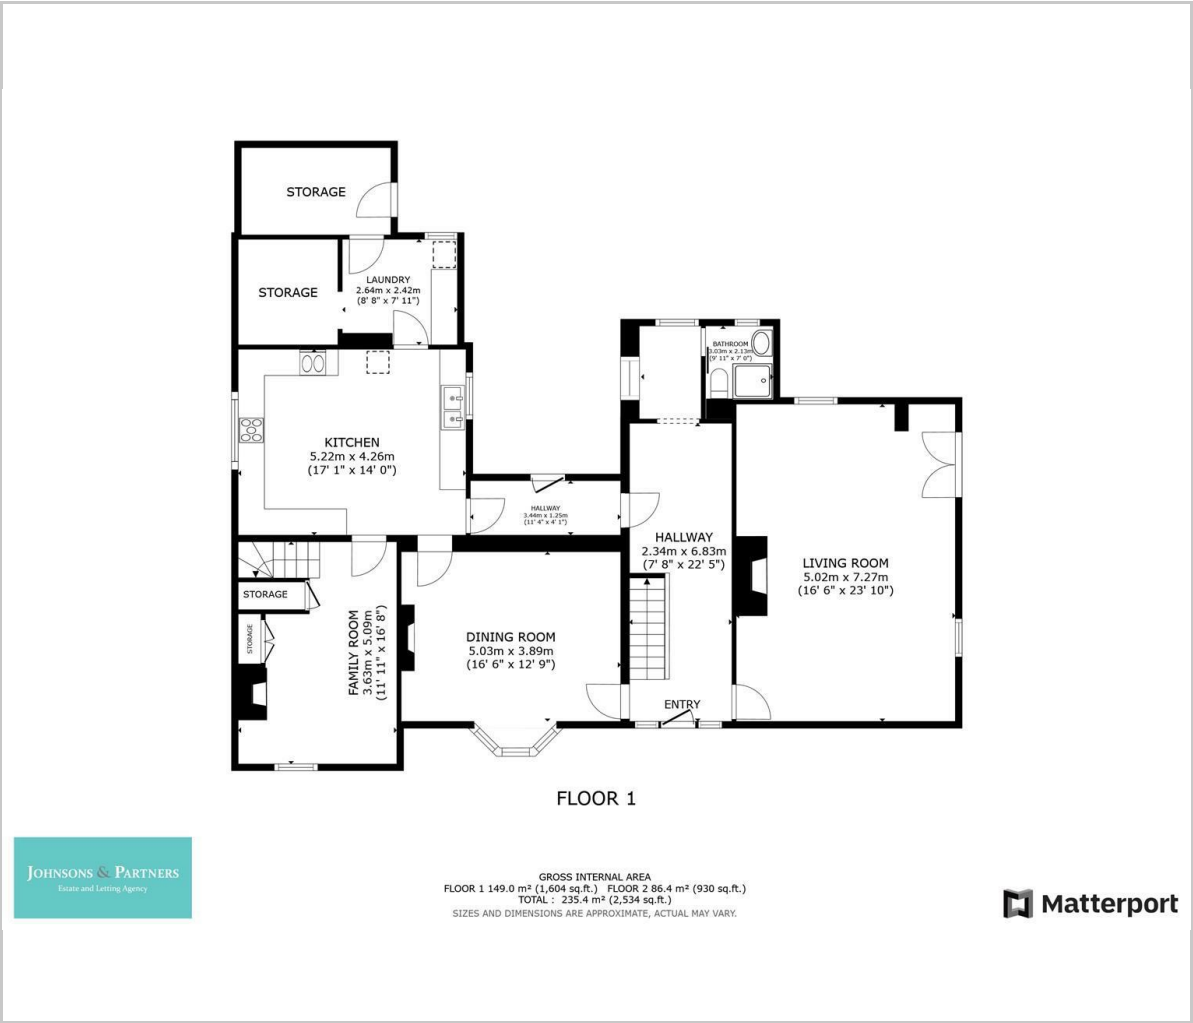 STORAGE
STORAGE
LAUNDRY
2.64m x 2.42m
(8' 8" x 7' 11")
BATHROOM
3.03m x 2.13m
(9' 11" x 7' 0")
KITCHEN
5.22m x 4.26m
(17' 1" x 14' 0")
HALLWAY
3.44m x 1.25m
(11' 4" x 4' 1")
HALLWAY
2.34m x 6.83m
(7' 8" x 22' 5")
LIVING ROOM
5.02m x 7.27m
(16' 6" x 23' 10")
STORAGE
STORAGE
FAMILY ROOM
3.63m x 5.09m
(11' 11" x 16' 8")
DINING ROOM
5.03m x 3.89m
(16' 6" x 12' 9")
ENTRY
FLOOR 1
JOHNSONS & PARTNERS
Estate and Letting Agency
GROSS INTERNAL AREA
FLOOR 1 149.0 m² (1,604 sq.ft.) FLOOR 2 86.4 m² (930 sq.ft.)
TOTAL : 235.4 m² (2,534 sq.ft.)
SIZES AND DIMENSIONS ARE APPROXIMATE, ACTUAL MAY VARY.
Matterport